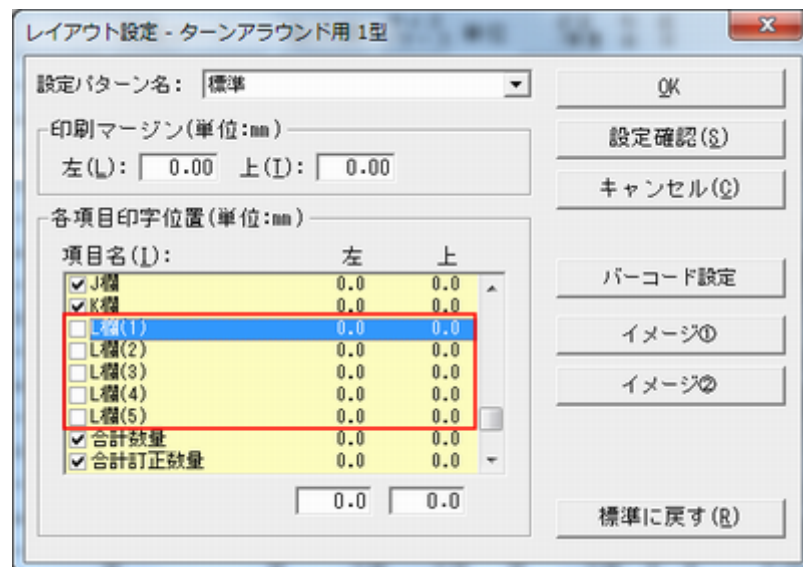 レイアウト設定 - ターンアラウンド用 1型
設定パターン名： 標準
OK
印刷マージン(単位:mm)
設定確認(S)
左(L)： 0.00 上(T)： 0.00
キャンセル(C)
各項目印字位置(単位:mm)
項目名(I)： 左 上
J欄 0.0 0.0
バーコード設定
K欄 0.0 0.0
L欄(1) 0.0 0.0
イメージ①
L欄(2) 0.0 0.0
L欄(3) 0.0 0.0
イメージ②
L欄(4) 0.0 0.0
L欄(5) 0.0 0.0
合計数量 0.0 0.0
合計訂正数量 0.0 0.0
0.0 0.0
標準に戻す(R)